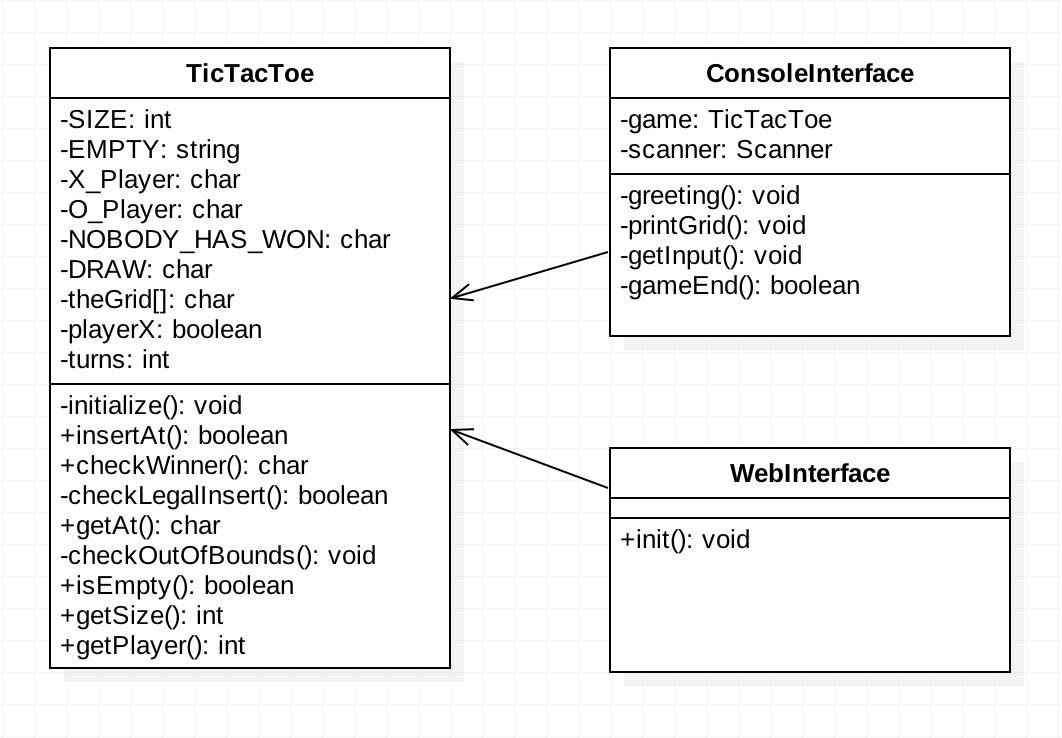 TicTacToe
-SIZE: int
-EMPTY: string
-X_Player: char
-O_Player: char
-NOBODY_HAS_WON: char
-DRAW: char
-theGrid[]: char
-playerX: boolean
-turns: int
-initialize(): void
+insertAt(): boolean
+checkWinner(): char
-checkLegalInsert(): boolean
+getAt(): char
-checkOutOfBounds(): void
+isEmpty(): boolean
+getSize(): int
+getPlayer(): int
ConsoleInterface
-game: TicTacToe
-scanner: Scanner
-greeting(): void
-printGrid(): void
-getInput(): void
-gameEnd(): boolean
WebInterface
+init(): void